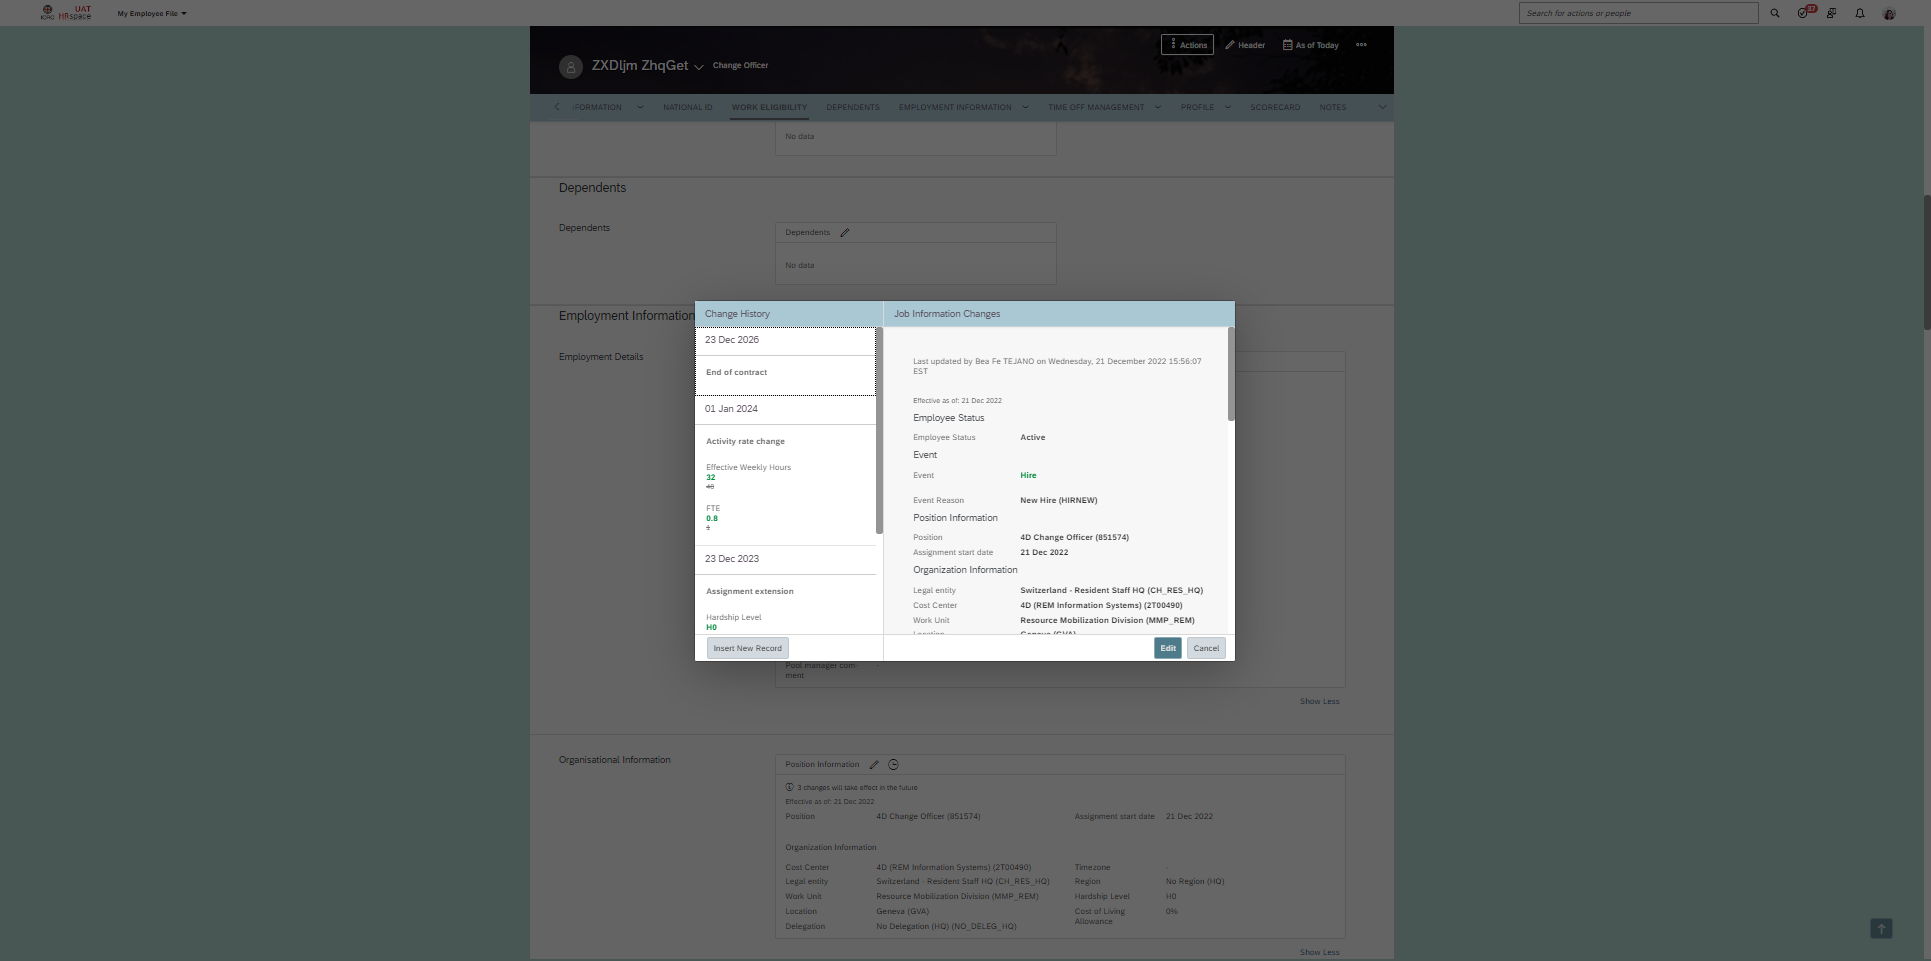 ICRC
UAT
HRspace
My Employee File
Search for actions or people
37
ZXDljm ZhqGet
Change Officer
Actions
Header
As of Today
FORMATION
NATIONAL ID
WORK ELIGIBILITY
DEPENDENTS
EMPLOYMENT INFORMATION
TIME OFF MANAGEMENT
PROFILE
SCORECARD
NOTES
No data
Dependents
Dependents
Dependents
No data
Employment Information
Employment Details
Change History
23 Dec 2026
End of contract
01 Jan 2024
Activity rate change
Effective Weekly Hours
32
40
FTE
0.8
1
23 Dec 2023
Assignment extension
Hardship Level
H0
Insert New Record
Job Information Changes
Last updated by Bea Fe TEJANO on Wednesday, 21 December 2022 15:56:07
EST
Effective as of: 21 Dec 2022
Employee Status
Employee Status Active
Event
Event Hire
Event Reason New Hire (HIRNEW)
Position Information
Position 4D Change Officer (851574)
Assignment start date 21 Dec 2022
Organization Information
Legal entity Switzerland - Resident Staff HQ (CH_RES_HQ)
Cost Center 4D (REM Information Systems) (2T00490)
Work Unit Resource Mobilization Division (MMP_REM)
Location Geneva (GVA)
Edit
Cancel
Pool manager com-
ment
-
Show Less
Organisational Information
Position Information
3 changes will take effect in the future
Effective as of: 21 Dec 2022
Position 4D Change Officer (851574) Assignment start date 21 Dec 2022
Organization Information
Cost Center 4D (REM Information Systems) (2T00490) Timezone -
Legal entity Switzerland - Resident Staff HQ (CH_RES_HQ) Region No Region (HQ)
Work Unit Resource Mobilization Division (MMP_REM) Hardship Level H0
Location Geneva (GVA) Cost of Living 0%
Allowance
Delegation No Delegation (HQ) (NO_DELEG_HQ)
Show Less